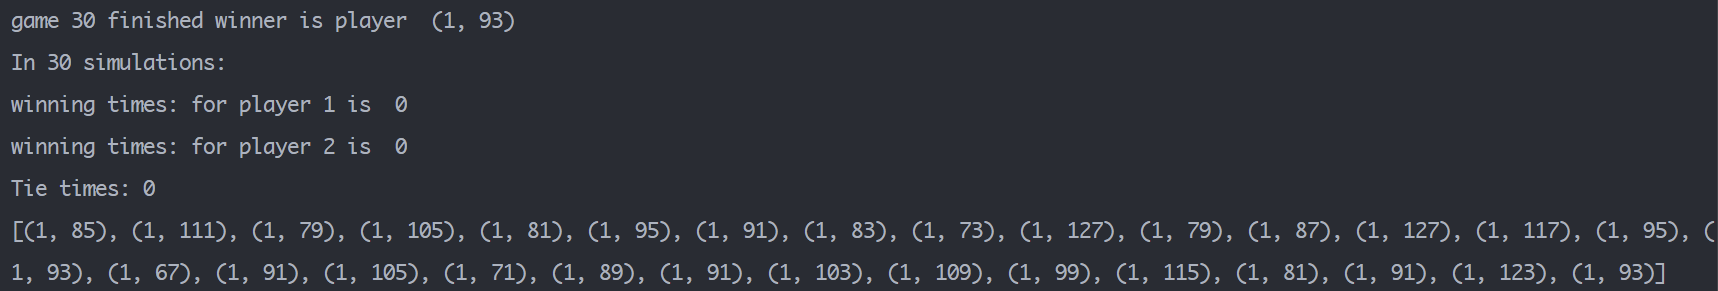 game 30 finished winner is player  (1, 93)
In 30 simulations:
winning times: for player 1 is  0
winning times: for player 2 is  0
Tie times: 0
[(1, 85), (1, 111), (1, 79), (1, 105), (1, 81), (1, 95), (1, 91), (1, 83), (1, 73), (1, 127), (1, 79), (1, 87), (1, 127), (1, 117), (1, 95), (
1, 93), (1, 67), (1, 91), (1, 105), (1, 71), (1, 89), (1, 91), (1, 103), (1, 109), (1, 99), (1, 115), (1, 81), (1, 91), (1, 123), (1, 93)]